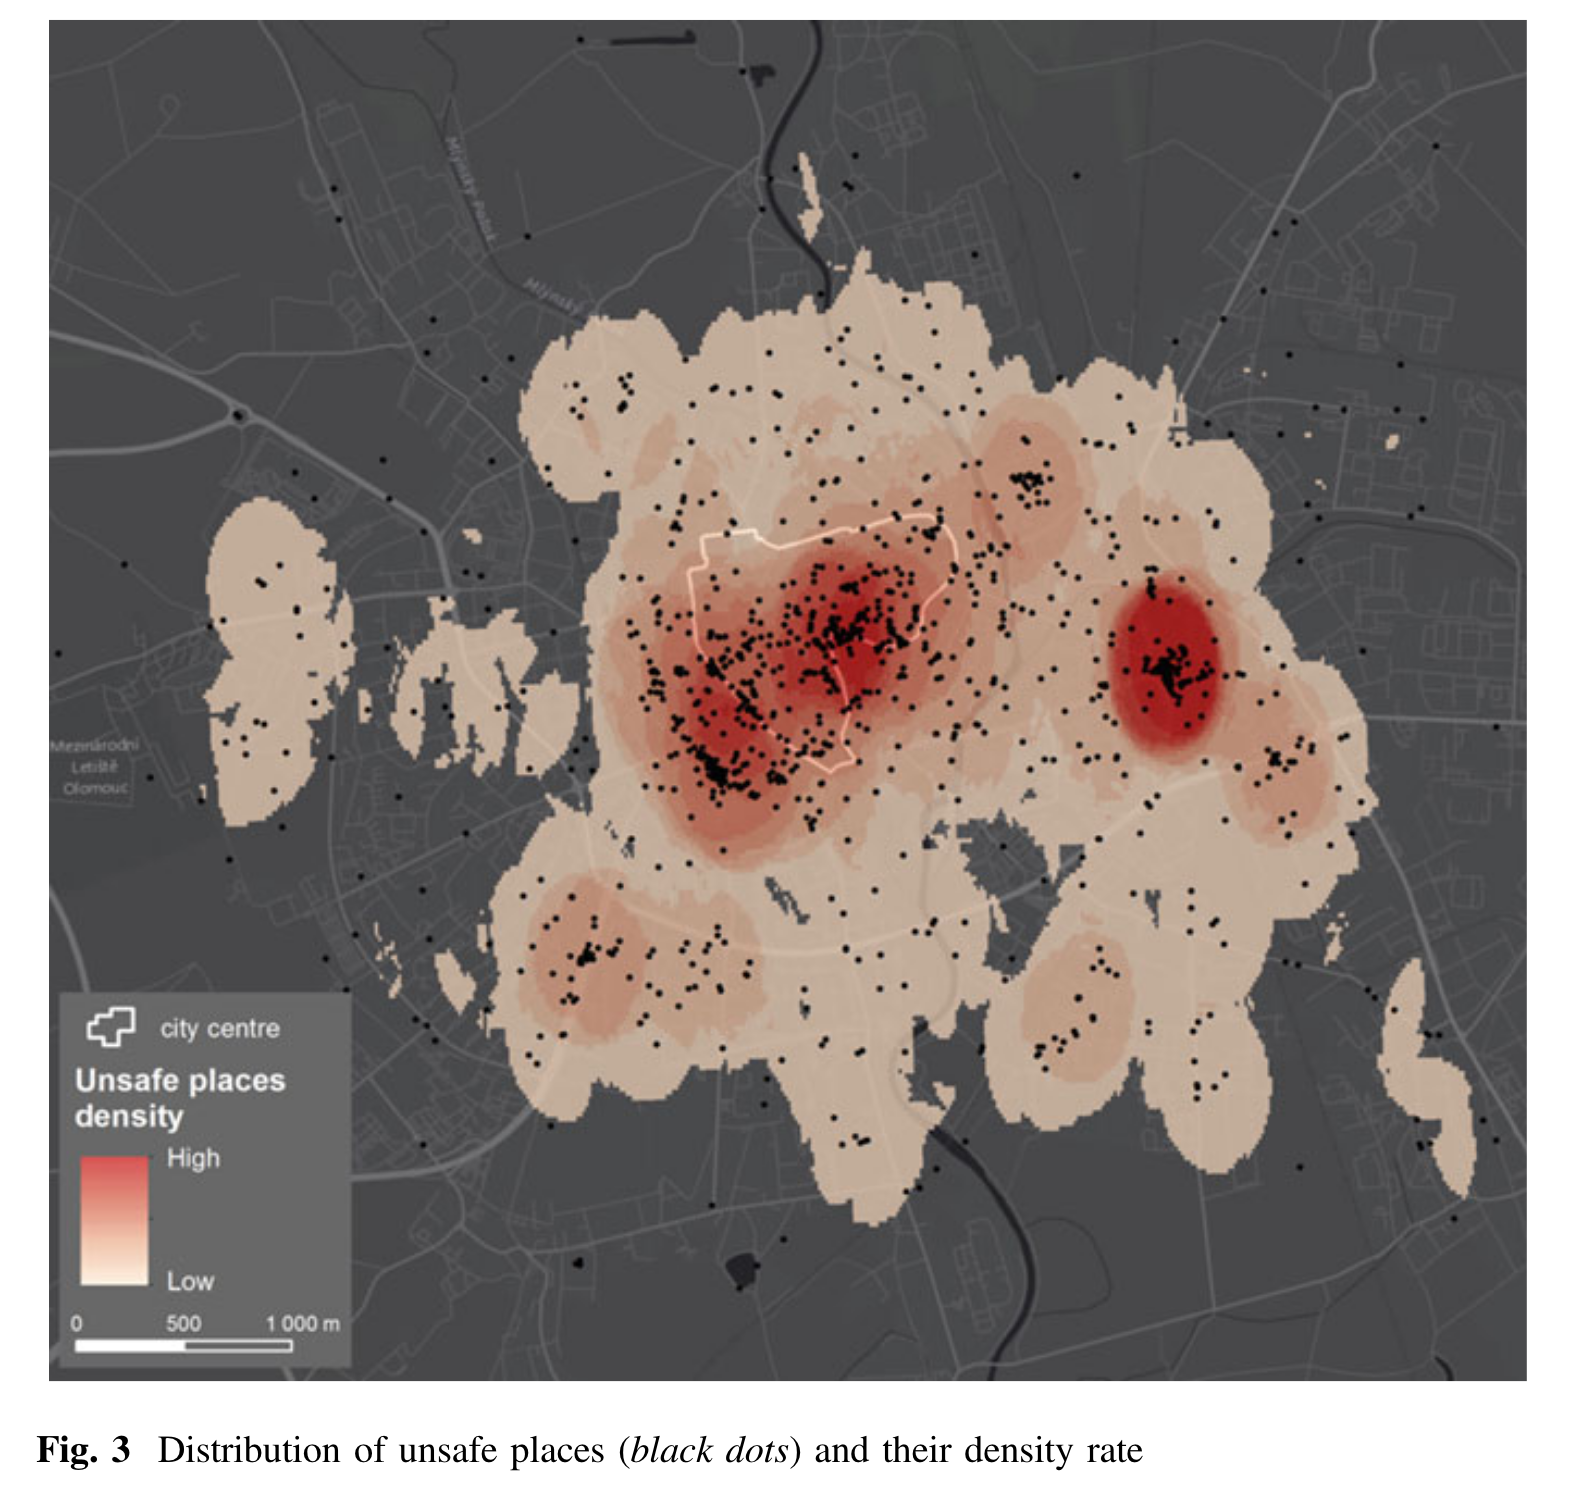 Mlýnský Potok
Mlýnský
Mezinárodní
Letiště
Olomouc
city centre
Unsafe places
density
High
Low
0 500 1 000 m
Fig. 3 Distribution of unsafe places (black dots) and their density rate